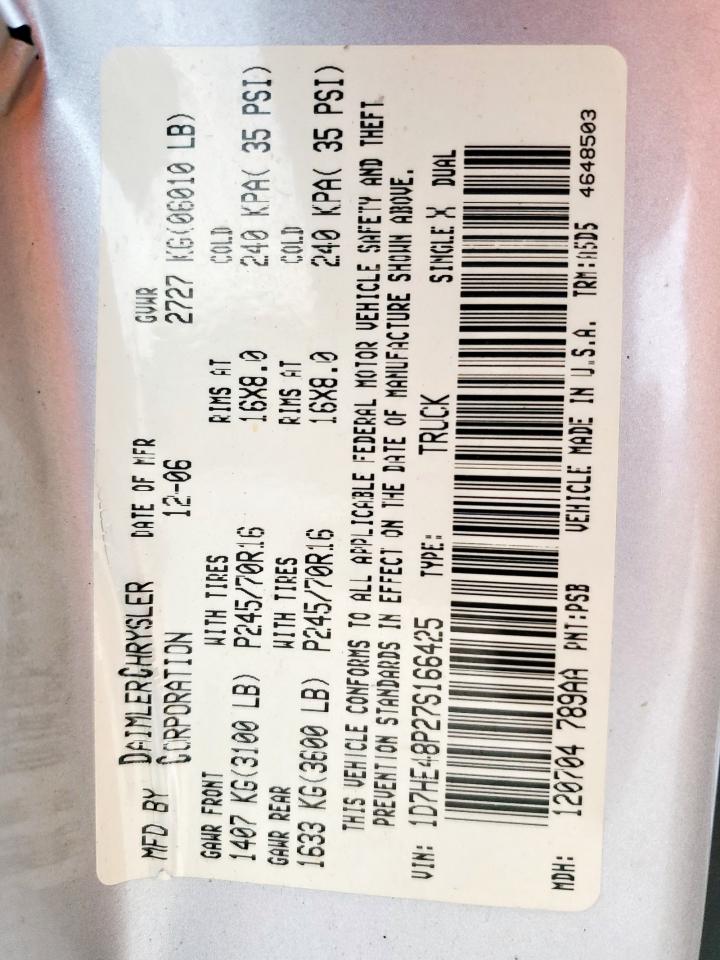 MFD BY DAIMLERCHRYSLER CORPORATION
DATE OF MFR 12-06
GVWR 2727 KG(06010 LB)
GAWR FRONT WITH TIRES RIMS AT COLD
1407 KG(3100 LB) P245/70R16 16X8.0 240 KPA( 35 PSI)
GAWR REAR WITH TIRES RIMS AT COLD
1633 KG(3600 LB) P245/70R16 16X8.0 240 KPA( 35 PSI)
THIS VEHICLE CONFORMS TO ALL APPLICABLE FEDERAL MOTOR VEHICLE SAFETY AND THEFT
PREVENTION STANDARDS IN EFFECT ON THE DATE OF MANUFACTURE SHOWN ABOVE.
VIN: 1D7HE48P27S166425 TYPE: TRUCK SINGLE X DUAL
MDH: 120704 789AA PNT:PSB VEHICLE MADE IN U.S.A. TRM:A5D5
4648503